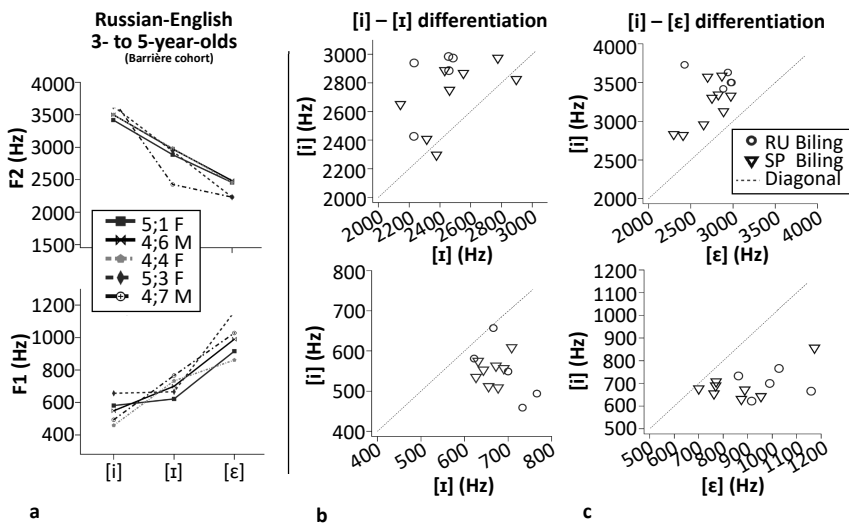 Russian-English
3- to 5-year-olds
(Barrière cohort)
4000
3500
3000
2500
2000
1500
F2 (Hz)
5;1 F
4;6 M
4;4 F
5;3 F
4;7 M
1200
1000
800
600
400
F1 (Hz)
[i] [ɪ] [ɛ]
a
[i] – [ɪ] differentiation
3000
2800
2600
2400
2200
2000
[i] (Hz)
2000 2200 2400 2600 2800 3000
[ɪ] (Hz)
800
700
600
500
400
[i] (Hz)
400 500 600 700 800
[ɪ] (Hz)
b
[i] – [ɛ] differentiation
4000
3500
3000
2500
2000
[i] (Hz)
RU Biling
SP Biling
Diagonal
2000 2500 3000 3500 4000
[ɛ] (Hz)
1200
1100
1000
900
800
700
600
500
[i] (Hz)
500 600 700 800 900 1000 1100 1200
[ɛ] (Hz)
c